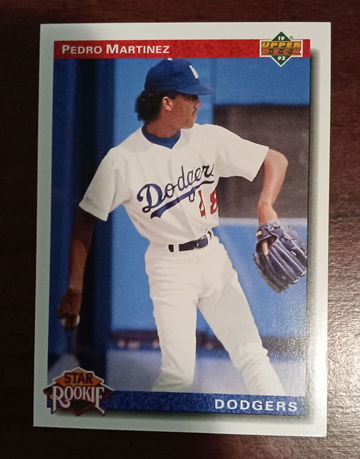 PEDRO MARTINEZ
19
UPPER
DECK
92
Dodgers
18
STAR
ROOKIE
DODGERS